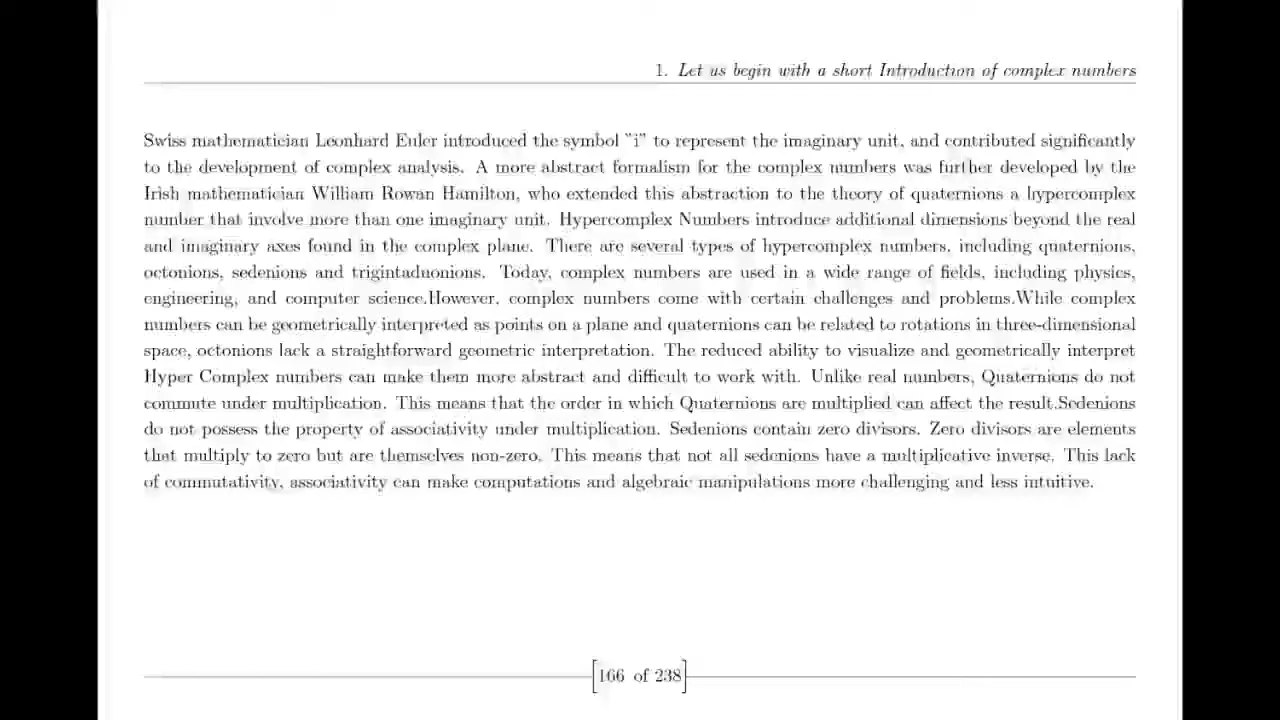 1. Let us begin with a short Introduction of complex numbers
Swiss mathematician Leonhard Euler introduced the symbol "i" to represent the imaginary unit, and contributed significantly
to the development of complex analysis. A more abstract formalism for the complex numbers was further developed by the
Irish mathematician William Rowan Hamilton, who extended this abstraction to the theory of quaternions a hypercomplex
number that involve more than one imaginary unit. Hypercomplex Numbers introduce additional dimensions beyond the real
and imaginary axes found in the complex plane. There are several types of hypercomplex numbers, including quaternions,
octonions, sedenions and trigintaduonions. Today, complex numbers are used in a wide range of fields, including physics,
engineering, and computer science.However, complex numbers come with certain challenges and problems.While complex
numbers can be geometrically interpreted as points on a plane and quaternions can be related to rotations in three-dimensional
space, octonions lack a straightforward geometric interpretation. The reduced ability to visualize and geometrically interpret
Hyper Complex numbers can make them more abstract and difficult to work with. Unlike real numbers, Quaternions do not
commute under multiplication. This means that the order in which Quaternions are multiplied can affect the result.Sedenions
do not possess the property of associativity under multiplication. Sedenions contain zero divisors. Zero divisors are elements
that multiply to zero but are themselves non-zero. This means that not all sedenions have a multiplicative inverse. This lack
of commutativity, associativity can make computations and algebraic manipulations more challenging and less intuitive.
[166 of 238]